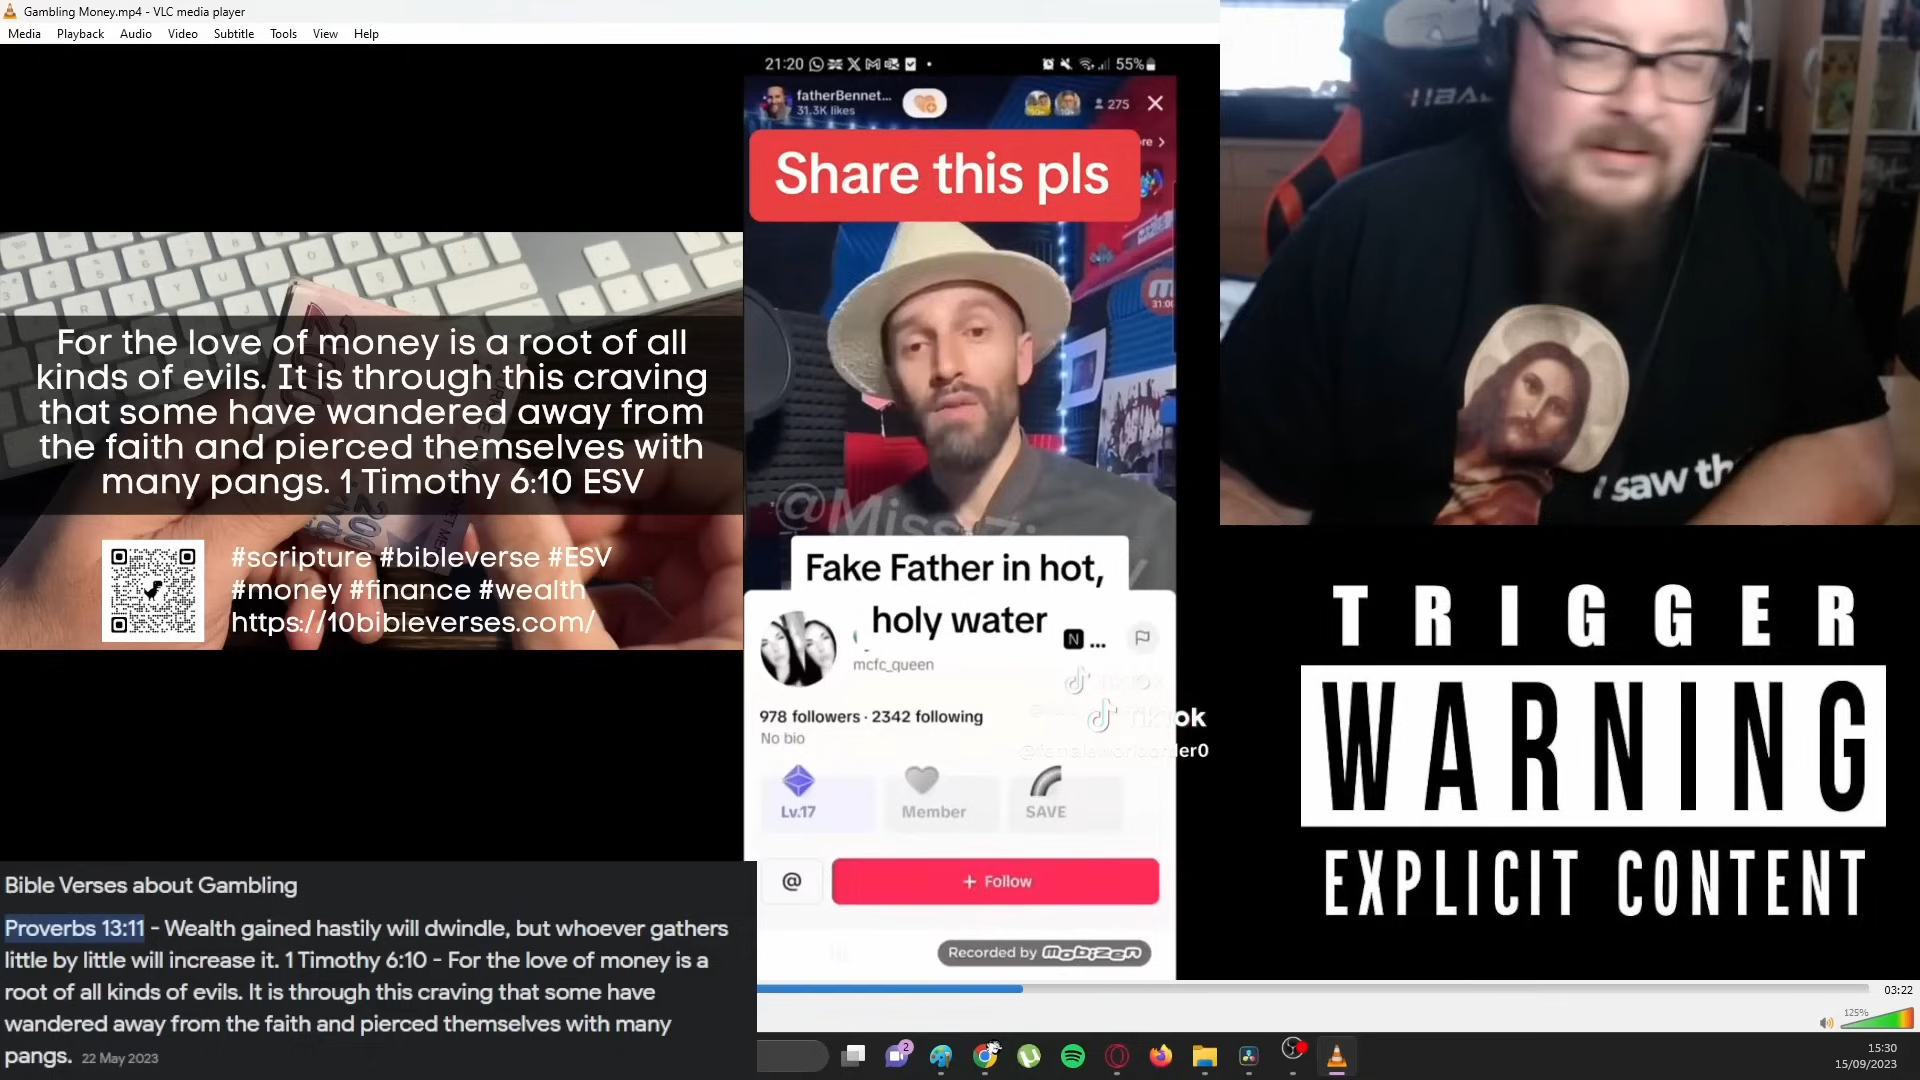 Gambling Money.mp4 - VLC media player
Media Playback Audio Video Subtitle Tools View Help
21:20
55%
fatherBennet...
31.3K likes
275
Share this pls
For the love of money is a root of all
kinds of evils. It is through this craving
that some have wandered away from
the faith and pierced themselves with
many pangs. 1 Timothy 6:10 ESV
#scripture #bibleverse #ESV
#money #finance #wealth
https://10bibleverses.com/
Fake Father in hot,
holy water
mcfc_queen
978 followers · 2342 following
No bio
Lv.17
Member
SAVE
@
+ Follow
Recorded by mobizen
I saw th
TRIGGER
WARNING
EXPLICIT CONTENT
Bible Verses about Gambling
Proverbs 13:11 - Wealth gained hastily will dwindle, but whoever gathers
little by little will increase it. 1 Timothy 6:10 - For the love of money is a
root of all kinds of evils. It is through this craving that some have
wandered away from the faith and pierced themselves with many
pangs. 22 May 2023
03:22
125%
2
15:30
15/09/2023